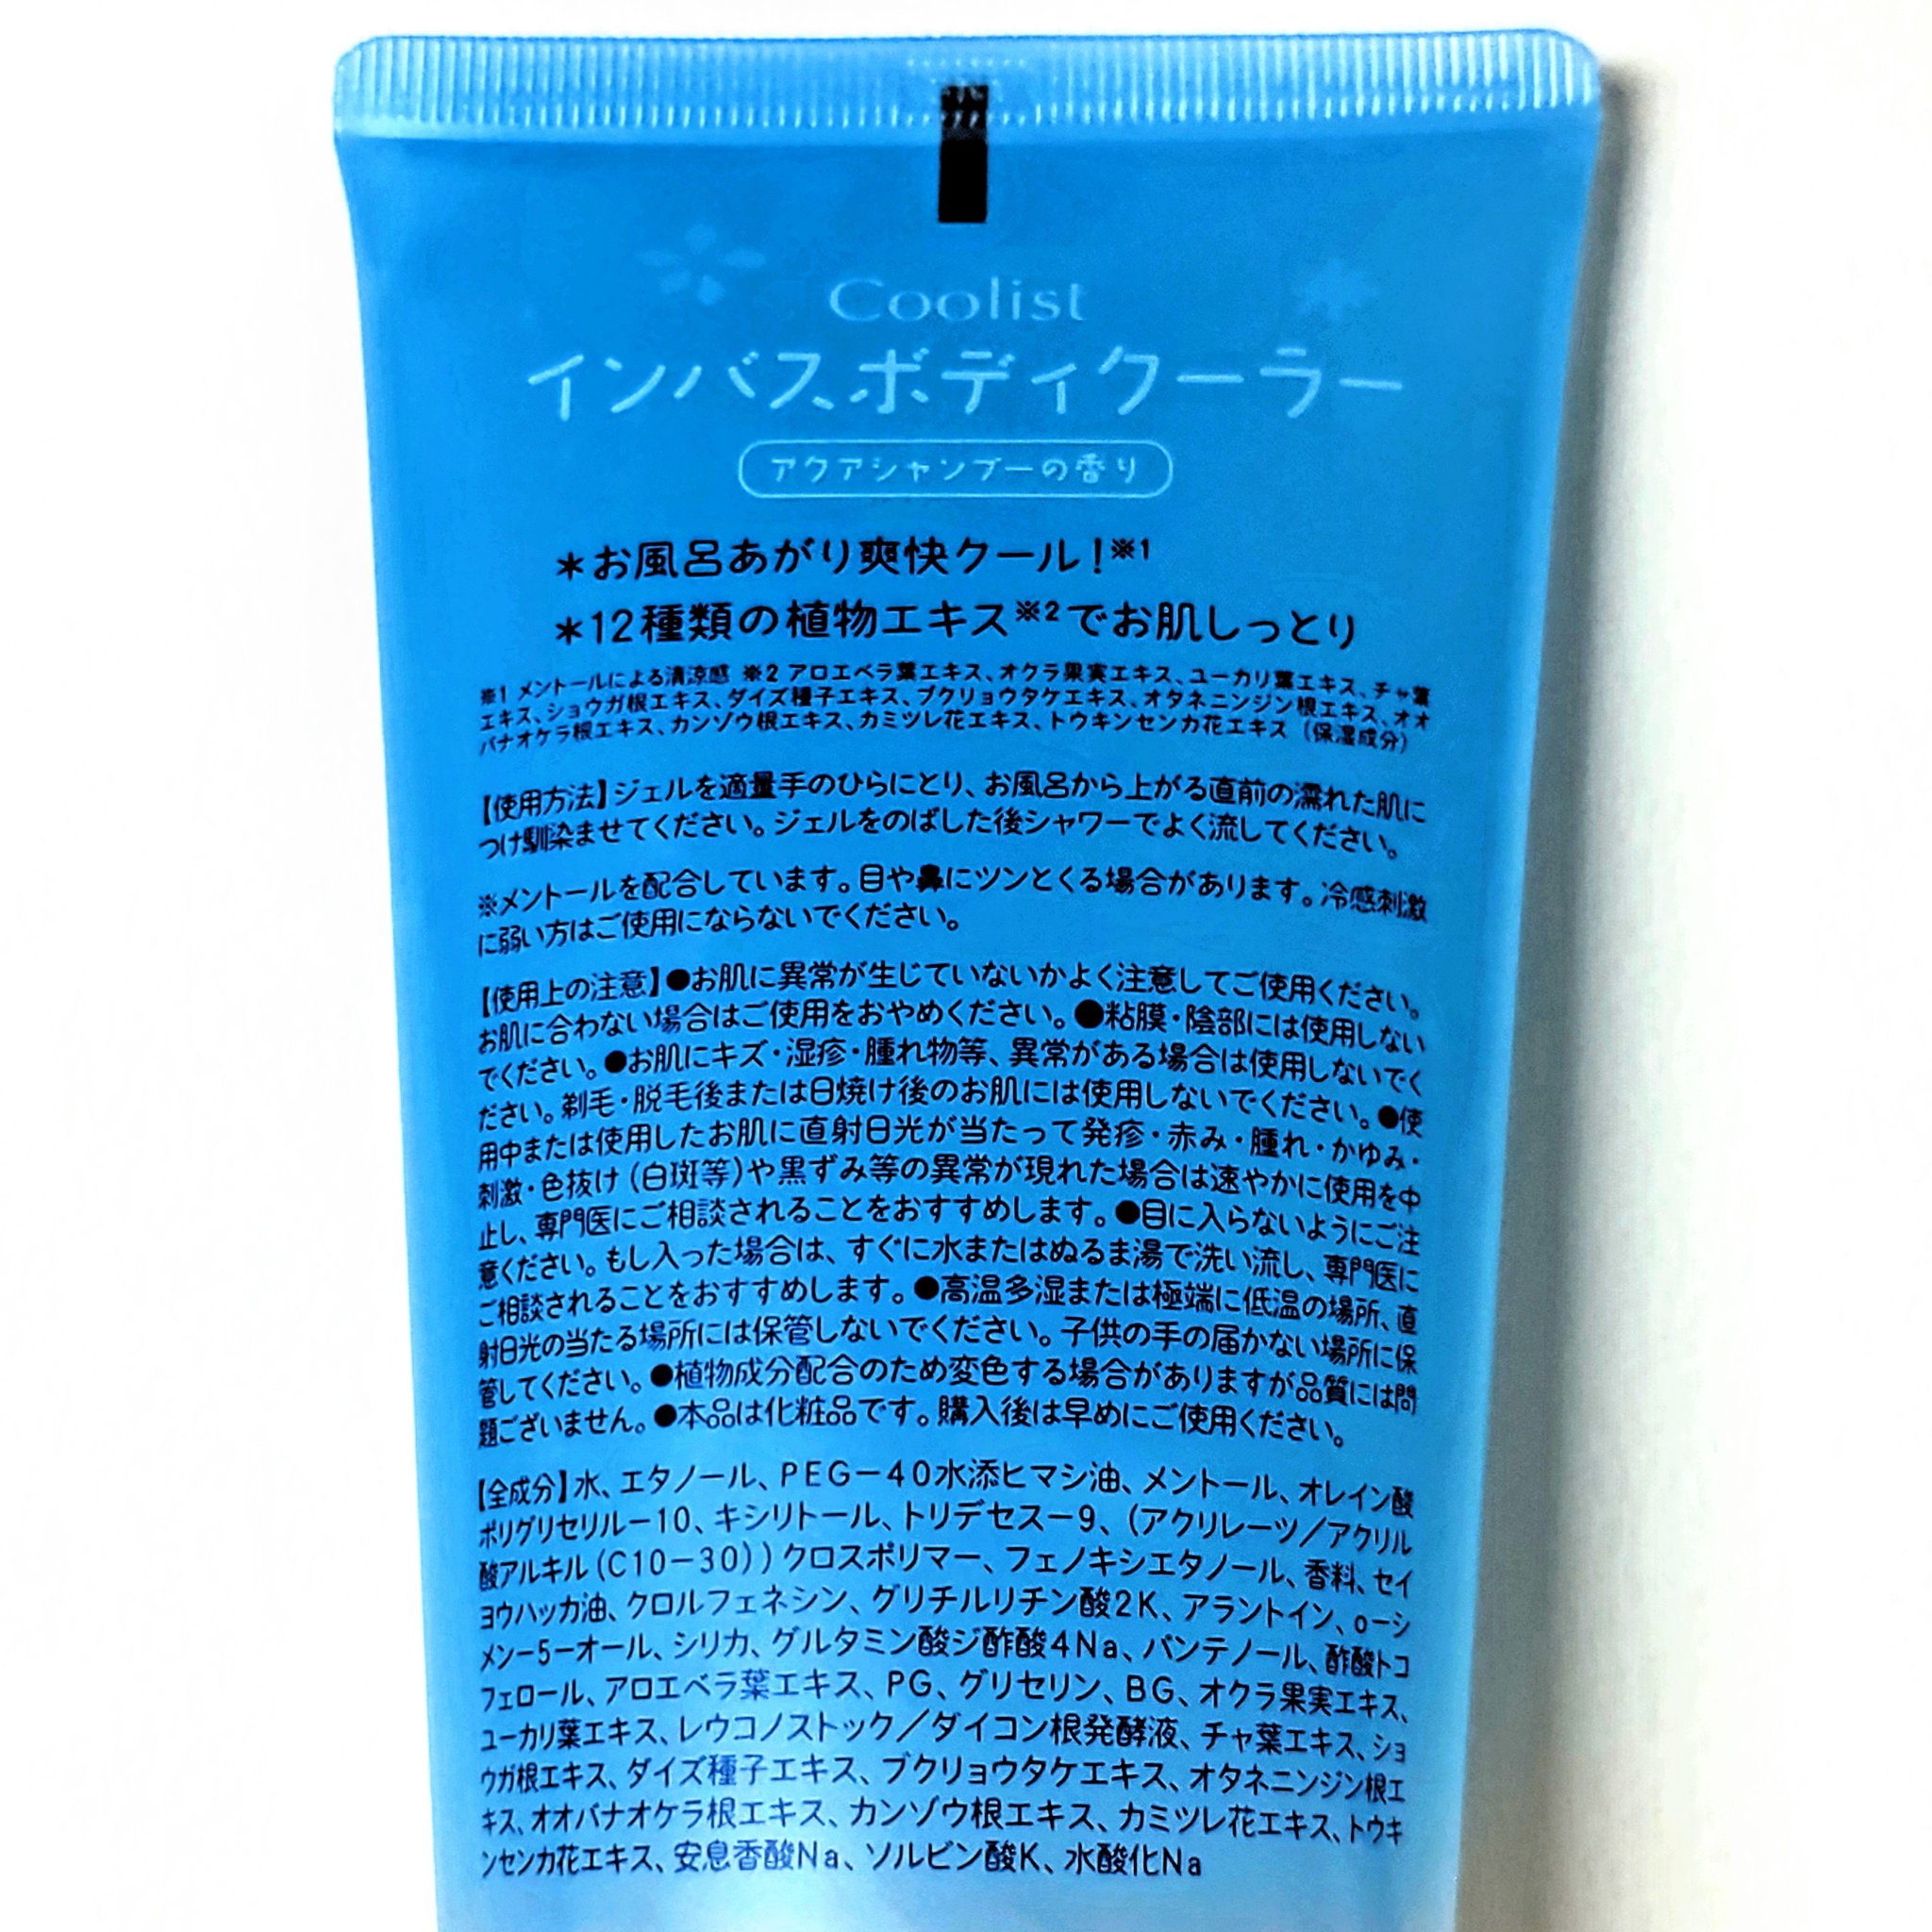 Coolist
インバスボディクーラー
アクアシャンプーの香り
＊お風呂あがり爽快クール！※1
＊12種類の植物エキス※2でお肌しっとり
※1 メントールによる清涼感 ※2 アロエベラ葉エキス、オクラ果実エキス、ユーカリ葉エキス、チャ葉
エキス、ショウガ根エキス、ダイズ種子エキス、ブクリョウタケエキス、オタネニンジン根エキス、オオ
バナオケラ根エキス、カンゾウ根エキス、カミツレ花エキス、トウキンセンカ花エキス（保湿成分）
【使用方法】ジェルを適量手のひらにとり、お風呂から上がる直前の濡れた肌に
つけ馴染ませてください。ジェルをのばした後シャワーでよく流してください。
※メントールを配合しています。目や鼻にツンとくる場合があります。冷感刺激
に弱い方はご使用にならないでください。
【使用上の注意】●お肌に異常が生じていないかよく注意してご使用ください。
お肌に合わない場合はご使用をおやめください。●粘膜・陰部には使用しない
でください。●お肌にキズ・湿疹・腫れ物等、異常がある場合は使用しないでく
ださい。剃毛・脱毛後または日焼け後のお肌には使用しないでください。●使
用中または使用したお肌に直射日光が当たって発疹・赤み・腫れ・かゆみ・
刺激・色抜け（白斑等）や黒ずみ等の異常が現れた場合は速やかに使用を中
止し、専門医にご相談されることをおすすめします。●目に入らないようにご注
意ください。もし入った場合は、すぐに水またはぬるま湯で洗い流し、専門医に
ご相談されることをおすすめします。●高温多湿または極端に低温の場所、直
射日光の当たる場所には保管しないでください。子供の手の届かない場所に保
管してください。●植物成分配合のため変色する場合がありますが品質には問
題ございません。●本品は化粧品です。購入後は早めにご使用ください。
【全成分】水、エタノール、PEG－40水添ヒマシ油、メントール、オレイン酸
ポリグリセリル－10、キシリトール、トリデセス－9、（アクリレーツ／アクリル
酸アルキル（C10－30））クロスポリマー、フェノキシエタノール、香料、セイ
ヨウハッカ油、クロルフェネシン、グリチルリチン酸2K、アラントイン、o－シ
メン－5－オール、シリカ、グルタミン酸ジ酢酸4Na、パンテノール、酢酸トコ
フェロール、アロエベラ葉エキス、PG、グリセリン、BG、オクラ果実エキス、
ユーカリ葉エキス、レウコノストック／ダイコン根発酵液、チャ葉エキス、ショ
ウガ根エキス、ダイズ種子エキス、ブクリョウタケエキス、オタネニンジン根エ
キス、オオバナオケラ根エキス、カンゾウ根エキス、カミツレ花エキス、トウキ
ンセンカ花エキス、安息香酸Na、ソルビン酸K、水酸化Na